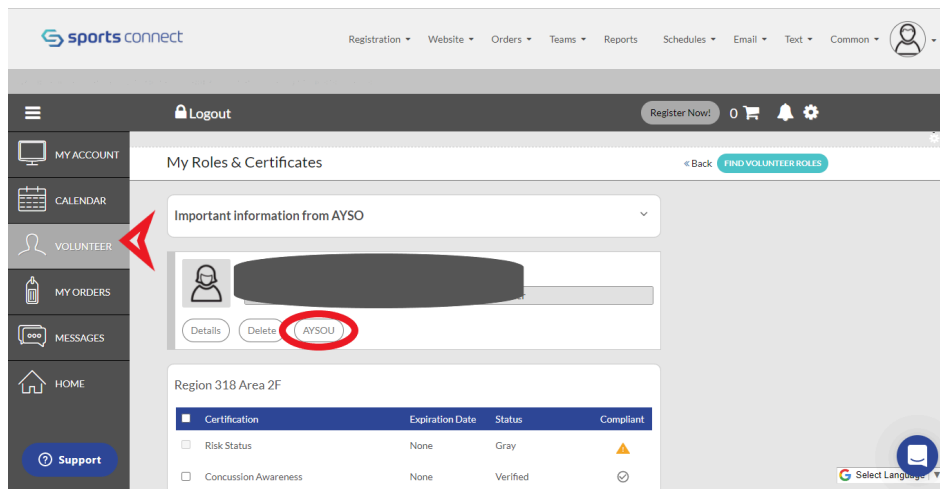 sports connect
Registration Website Orders Teams Reports Schedules Email Text Common
Logout
Register Now! 0
MY ACCOUNT
My Roles & Certificates
« Back FIND VOLUNTEER ROLES
CALENDAR
Important information from AYSO
VOLUNTEER
MY ORDERS
Details Delete AYSOU
MESSAGES
Region 318 Area 2F
HOME
Certification Expiration Date Status Compliant
Risk Status None Gray
Support
Concussion Awareness None Verified
G Select Language